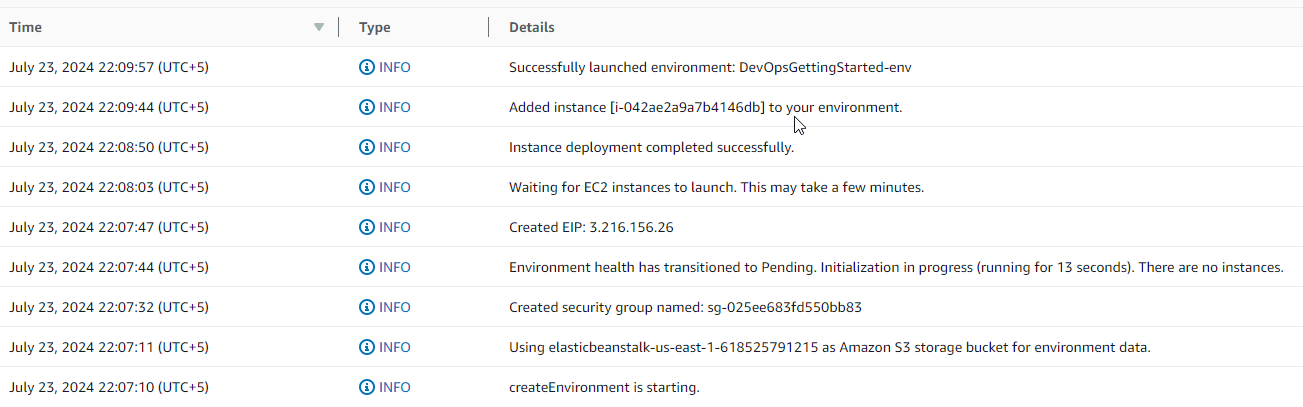 Time Type Details
July 23, 2024 22:09:57 (UTC+5) INFO Successfully launched environment: DevOpsGettingStarted-env
July 23, 2024 22:09:44 (UTC+5) INFO Added instance [i-042ae2a9a7b4146db] to your environment.
July 23, 2024 22:08:50 (UTC+5) INFO Instance deployment completed successfully.
July 23, 2024 22:08:03 (UTC+5) INFO Waiting for EC2 instances to launch. This may take a few minutes.
July 23, 2024 22:07:47 (UTC+5) INFO Created EIP: 3.216.156.26
July 23, 2024 22:07:44 (UTC+5) INFO Environment health has transitioned to Pending. Initialization in progress (running for 13 seconds). There are no instances.
July 23, 2024 22:07:32 (UTC+5) INFO Created security group named: sg-025ee683fd550bb83
July 23, 2024 22:07:11 (UTC+5) INFO Using elasticbeanstalk-us-east-1-618525791215 as Amazon S3 storage bucket for environment data.
July 23, 2024 22:07:10 (UTC+5) INFO createEnvironment is starting.